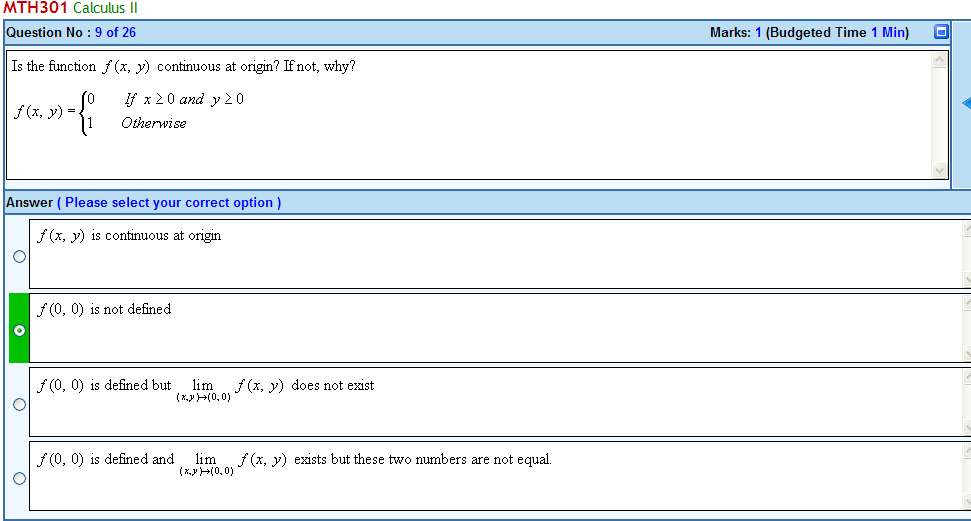 MTH301 Calculus II
Question No : 9 of 26 Marks: 1 (Budgeted Time 1 Min)
Is the function f (x, y) continuous at origin? If not, why?
f (x, y) = {0 If x ≥ 0 and y ≥ 0
1 Otherwise
Answer ( Please select your correct option )
f (x, y) is continuous at origin
f (0, 0) is not defined
f (0, 0) is defined but lim f (x, y) does not exist
(x,y)→(0,0)
f (0, 0) is defined and lim f (x, y) exists but these two numbers are not equal.
(x,y)→(0,0)